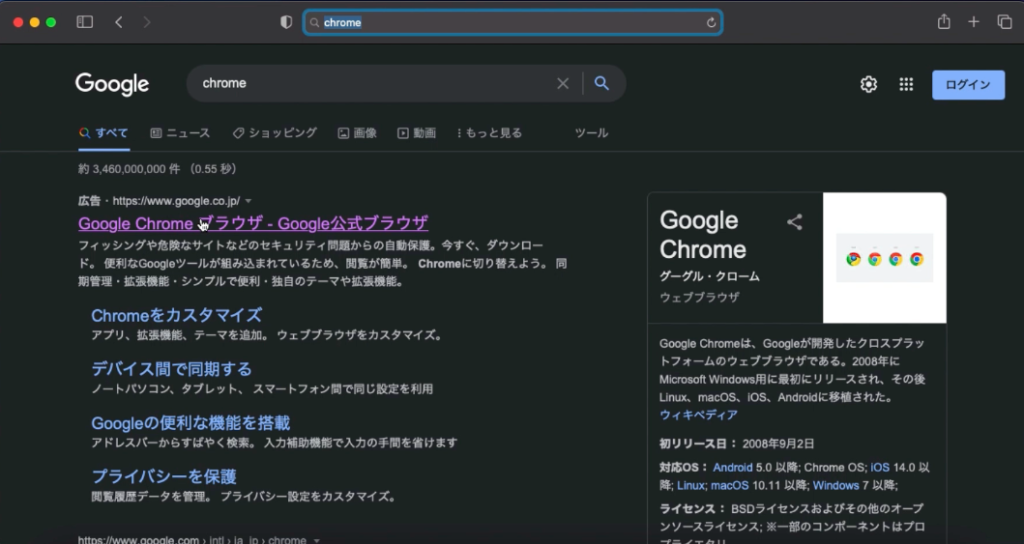 chrome
Google
chrome
ログイン
すべて
ニュース
ショッピング
画像
動画
もっと見る
ツール
約 3,460,000,000 件 （0.55 秒）
広告・https://www.google.co.jp/
Google Chrome ブラウザ - Google公式ブラウザ
フィッシングや危険なサイトなどのセキュリティ問題からの自動保護。今すぐ、ダウンロー
ド。 便利なGoogleツールが組み込まれているため、閲覧が簡単。 Chromeに切り替えよう。 同
期管理・拡張機能・シンプルで便利・独自のテーマや拡張機能。
Chromeをカスタマイズ
アプリ、拡張機能、テーマを追加。 ウェブブラウザをカスタマイズ。
デバイス間で同期する
ノートパソコン、タブレット、 スマートフォン間で同じ設定を利用
Googleの便利な機能を搭載
アドレスバーからすばやく検索。 入力補助機能で入力の手間を省けます
プライバシーを保護
閲覧履歴データを管理。 プライバシー設定をカスタマイズ。
https://www.google.com › intl › ja_jp › chrome
Google
Chrome
グーグル・クローム
ウェブブラウザ
Google Chromeは、Googleが開発したクロスプラッ
トフォームのウェブブラウザである。2008年に
Microsoft Windows用に最初にリリースされ、その後
Linux、macOS、iOS、Androidに移植された。
ウィキペディア
初リリース日： 2008年9月2日
対応OS： Android 5.0 以降; Chrome OS; iOS 14.0 以
降; Linux; macOS 10.11 以降; Windows 7 以降;
ライセンス： BSDライセンスおよびその他のオープ
ンソースライセンス; ※一部のコンポーネントはプロ
プライエタリ